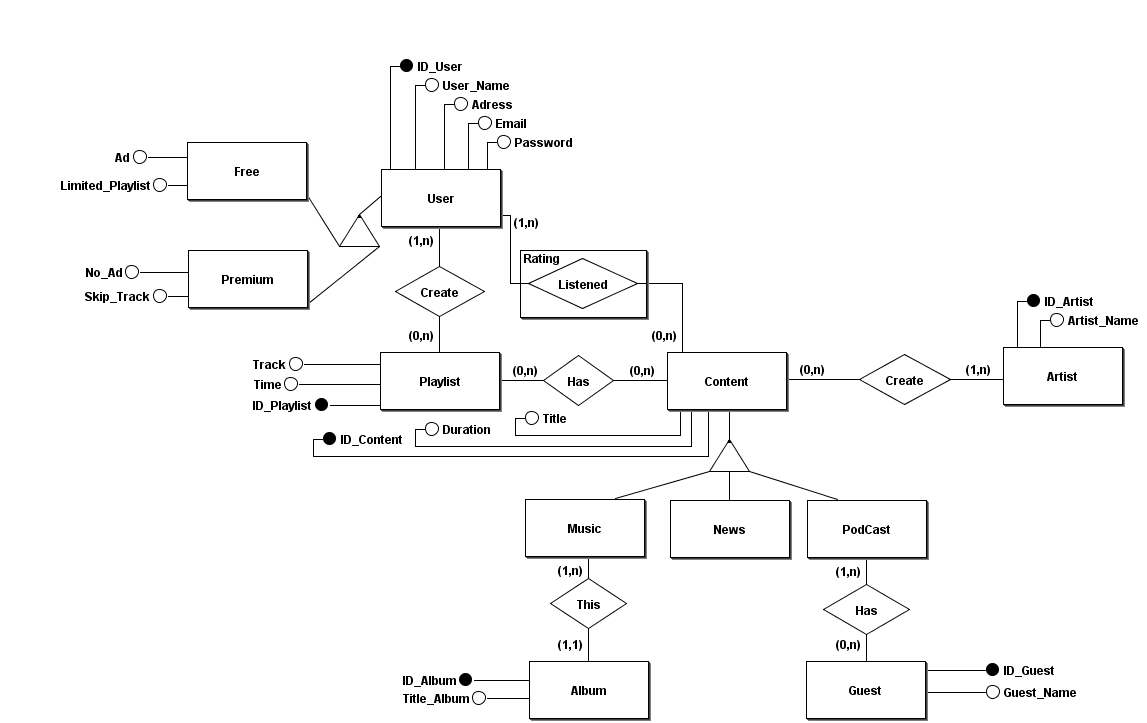 ID_User
User_Name
Adress
Email
Password
Ad
Limited_Playlist
Free
User
No_Ad
Skip_Track
Premium
(1,n)
(1,n)
Rating
Create
Listened
(0,n)
(0,n)
ID_Artist
Artist_Name
Track
Time
ID_Playlist
Playlist
(0,n)
Has
(0,n)
Content
(0,n)
Create
(1,n)
Artist
Title
Duration
ID_Content
Music
News
PodCast
(1,n)
(1,n)
This
Has
(1,1)
(0,n)
ID_Album
Title_Album
Album
Guest
ID_Guest
Guest_Name